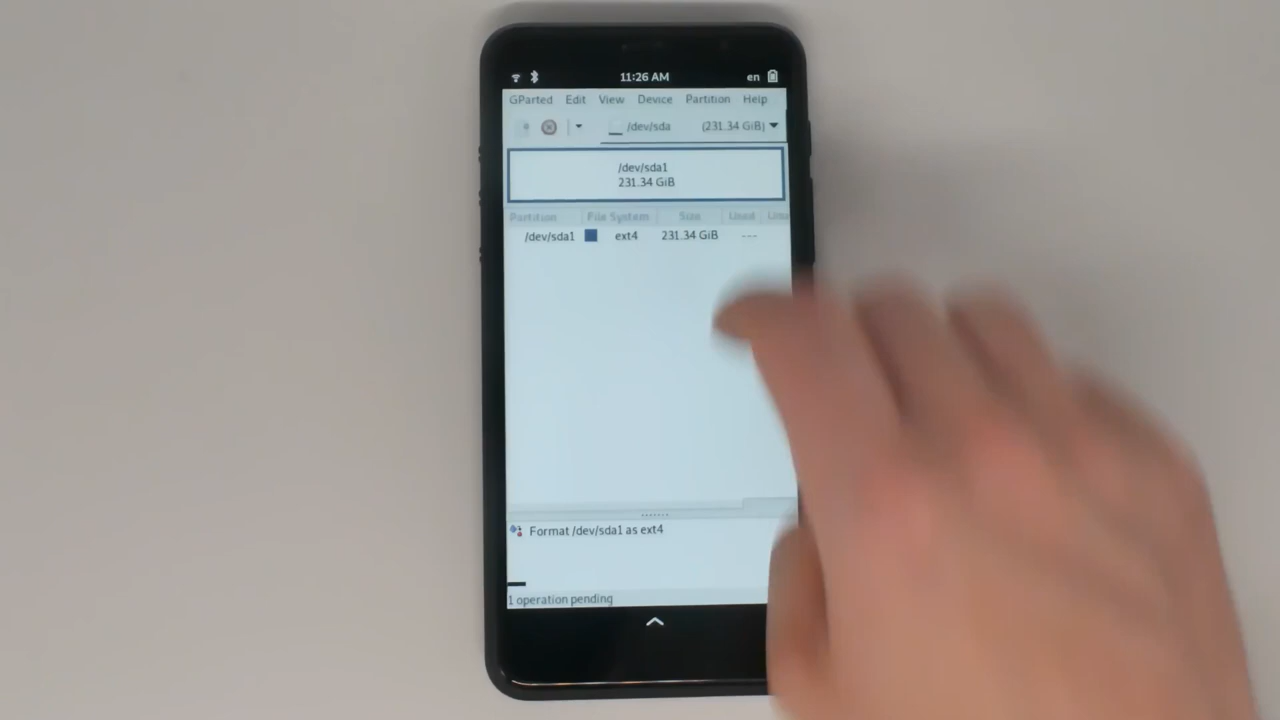 11:26 AM en
GParted Edit View Device Partition Help
/dev/sda (231.34 GiB)
/dev/sda1
231.34 GiB
Partition File System Size Used
/dev/sda1 ext4 231.34 GiB ---
Format /dev/sda1 as ext4
1 operation pending